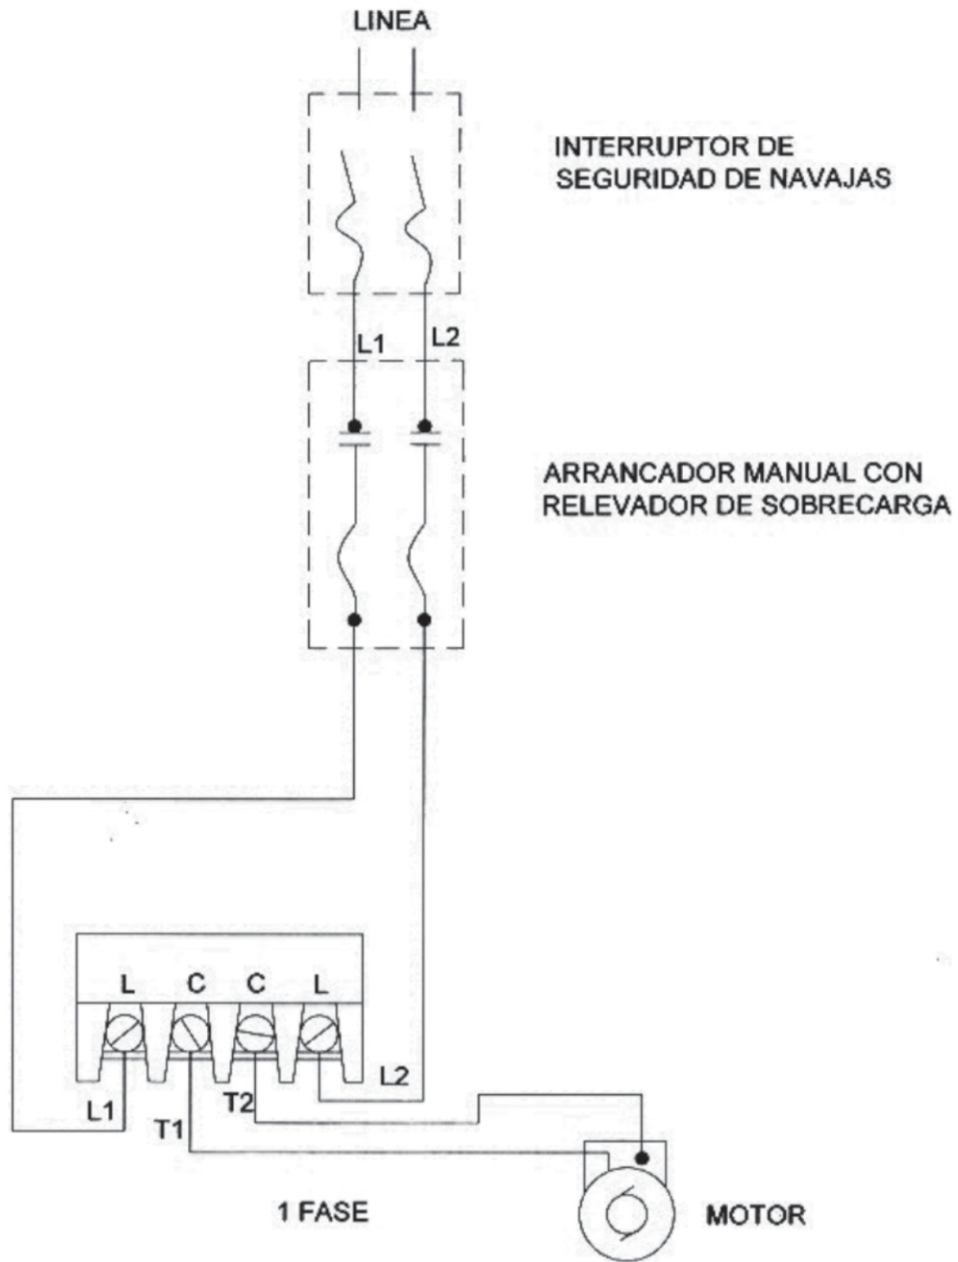 LINEA
INTERRUPTOR DE
SEGURIDAD DE NAVAJAS
L1
L2
ARRANCADOR MANUAL CON
RELEVADOR DE SOBRECARGA
L C C L
L2
L1
T2
T1
1 FASE
MOTOR